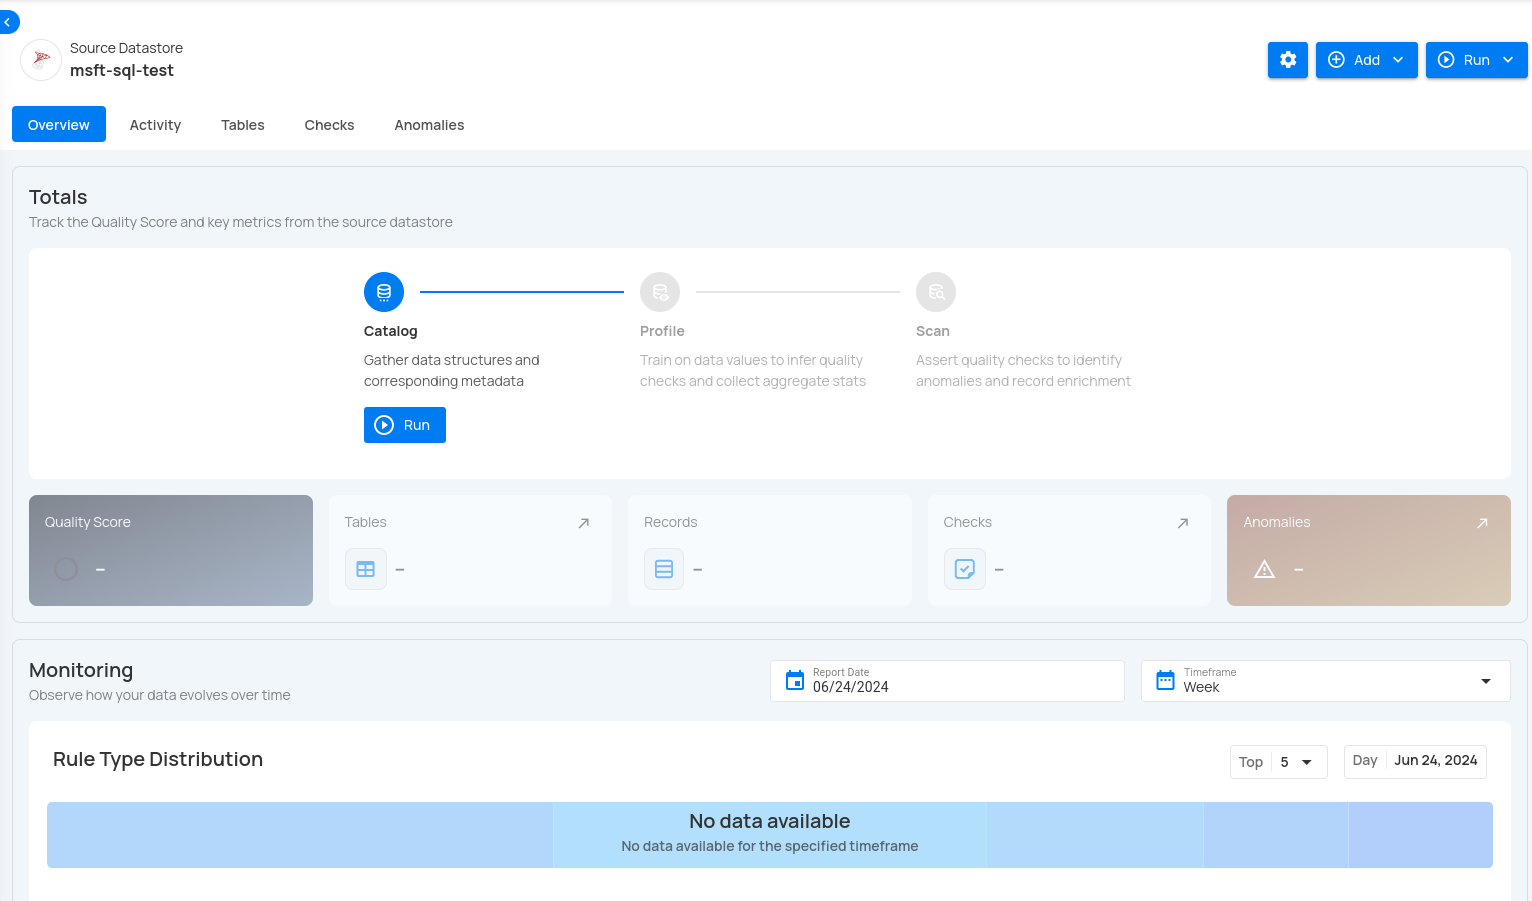 Source Datastore
msft-sql-test
Add
Run
Overview
Activity
Tables
Checks
Anomalies
Totals
Track the Quality Score and key metrics from the source datastore
Catalog
Gather data structures and
corresponding metadata
Run
Profile
Train on data values to infer quality
checks and collect aggregate stats
Scan
Assert quality checks to identify
anomalies and record enrichment
Quality Score
–
Tables
–
Records
–
Checks
–
Anomalies
–
Monitoring
Observe how your data evolves over time
Report Date
06/24/2024
Timeframe
Week
Rule Type Distribution
Top 5
Day Jun 24, 2024
No data available
No data available for the specified timeframe